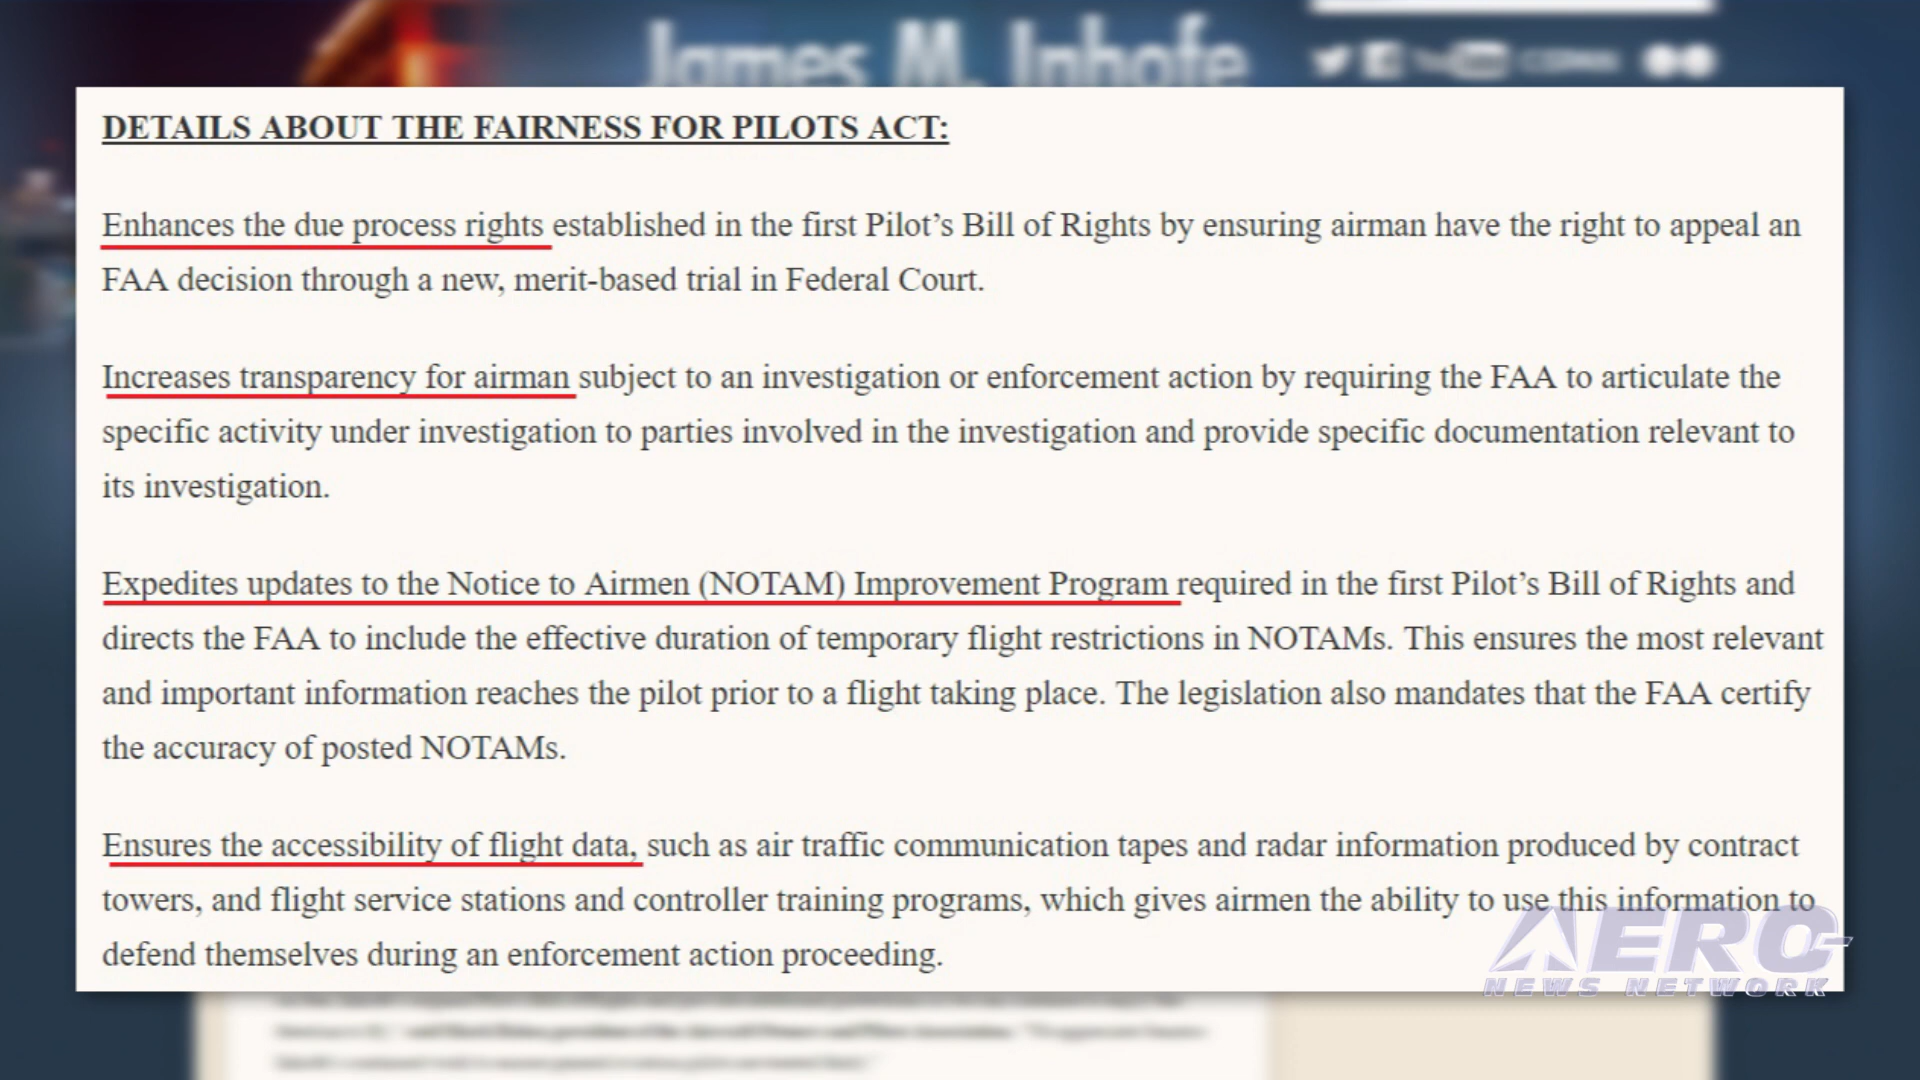 James M. Inhofe
DETAILS ABOUT THE FAIRNESS FOR PILOTS ACT:
Enhances the due process rights established in the first Pilot’s Bill of Rights by ensuring airman have the right to appeal an
FAA decision through a new, merit-based trial in Federal Court.
Increases transparency for airman subject to an investigation or enforcement action by requiring the FAA to articulate the
specific activity under investigation to parties involved in the investigation and provide specific documentation relevant to
its investigation.
Expedites updates to the Notice to Airmen (NOTAM) Improvement Program required in the first Pilot’s Bill of Rights and
directs the FAA to include the effective duration of temporary flight restrictions in NOTAMs. This ensures the most relevant
and important information reaches the pilot prior to a flight taking place. The legislation also mandates that the FAA certify
the accuracy of posted NOTAMs.
Ensures the accessibility of flight data, such as air traffic communication tapes and radar information produced by contract
towers, and flight service stations and controller training programs, which gives airmen the ability to use this information to
defend themselves during an enforcement action proceeding.
AERO
NEWS NETWORK